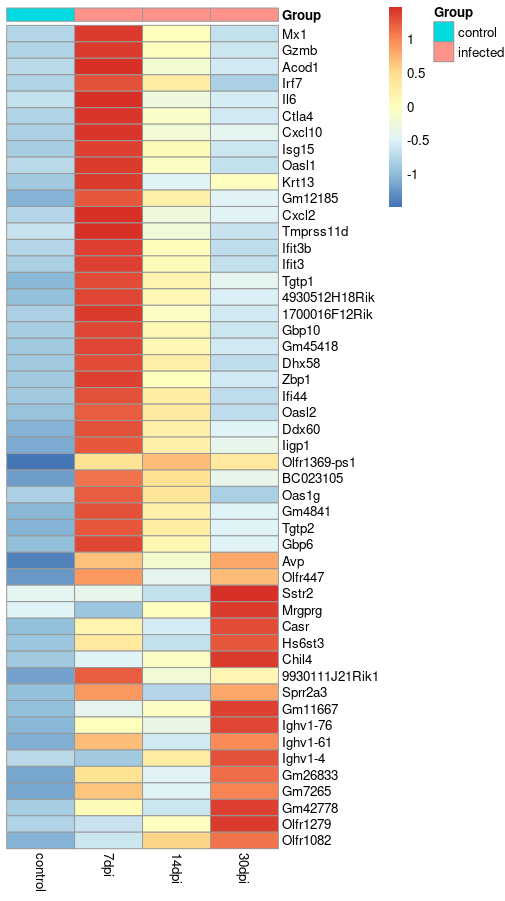 Group
Mx1
Gzmb
Acod1
Irf7
Il6
Ctla4
Cxcl10
Isg15
Oasl1
Krt13
Gm12185
Cxcl2
Tmprss11d
Ifit3b
Ifit3
Tgtp1
4930512H18Rik
1700016F12Rik
Gbp10
Gm45418
Dhx58
Zbp1
Ifi44
Oasl2
Ddx60
Iigp1
Olfr1369-ps1
BC023105
Oas1g
Gm4841
Tgtp2
Gbp6
Avp
Olfr447
Sstr2
Mrgprg
Casr
Hs6st3
Chil4
9930111J21Rik1
Sprr2a3
Gm11667
Ighv1-76
Ighv1-61
Ighv1-4
Gm26833
Gm7265
Gm42778
Olfr1279
Olfr1082
control
7dpi
14dpi
30dpi
1
0.5
0
-0.5
-1
Group
control
infected